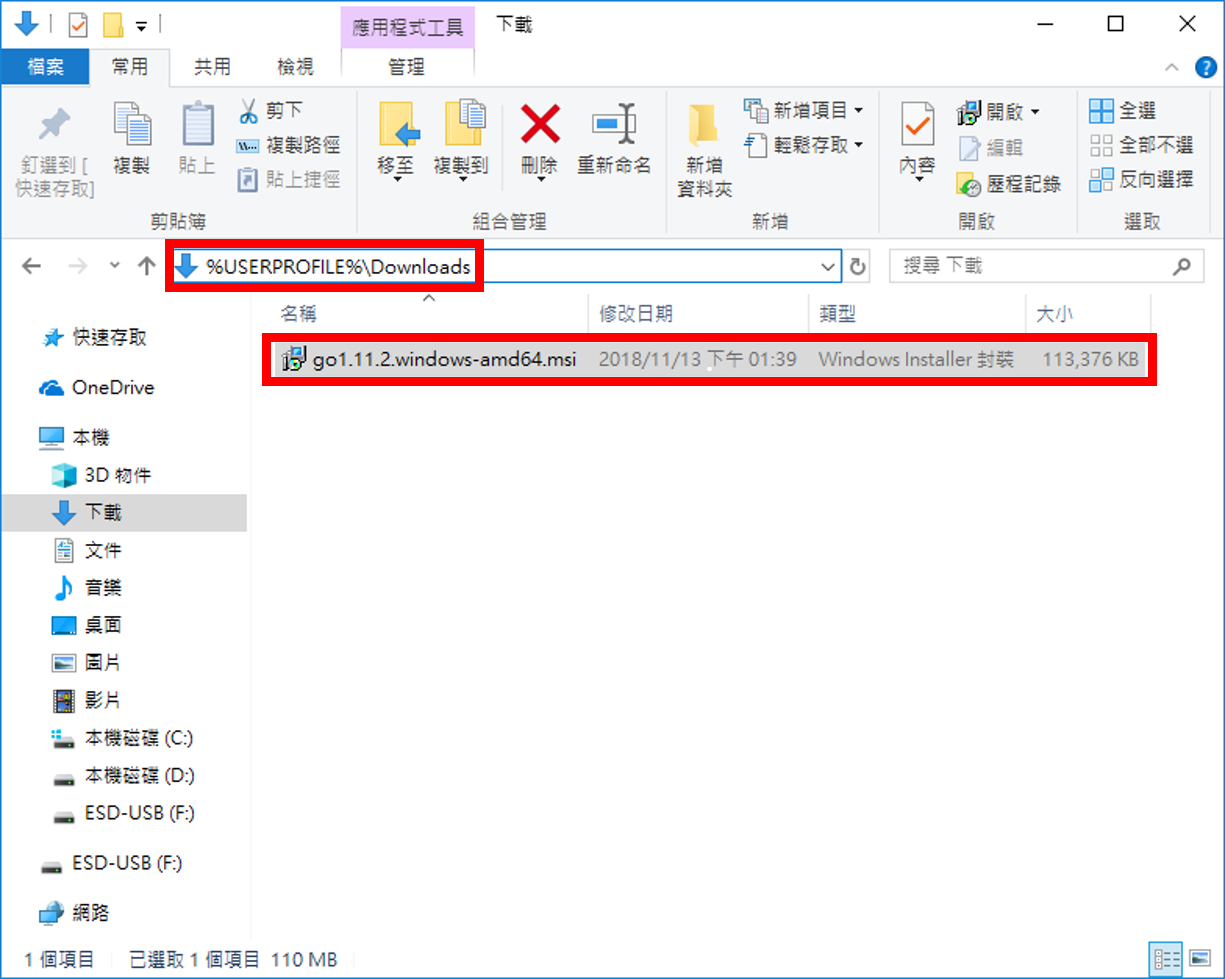 應用程式工具 下載
檔案 常用 共用 檢視 管理
釘選到 [快速存取]
複製
貼上
剪下
複製路徑
貼上捷徑
剪貼簿
移至
複製到
刪除
重新命名
組合管理
新增
資料夾
新增項目
輕鬆存取
新增
內容
開啟
編輯
歷程記錄
開啟
全選
全部不選
反向選擇
選取
%USERPROFILE%\Downloads
搜尋 下載
名稱 修改日期 類型 大小
go1.11.2.windows-amd64.msi 2018/11/13 下午 01:39 Windows Installer 封裝 113,376 KB
快速存取
OneDrive
本機
3D 物件
下載
文件
音樂
桌面
圖片
影片
本機磁碟 (C:)
本機磁碟 (D:)
ESD-USB (F:)
ESD-USB (F:)
網路
1 個項目 已選取 1 個項目 110 MB